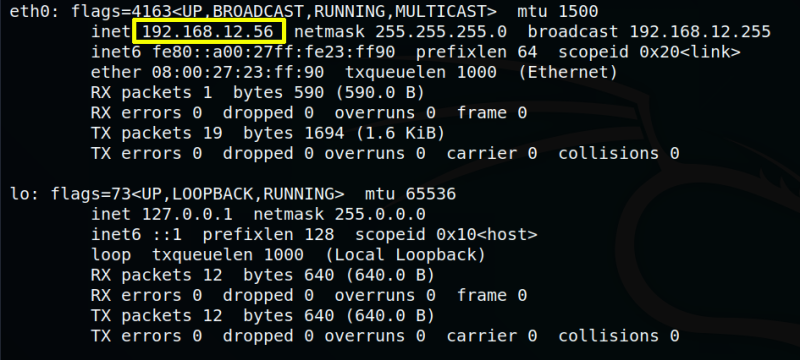 eth0: flags=4163<UP,BROADCAST,RUNNING,MULTICAST>  mtu 1500
inet 192.168.12.56  netmask 255.255.255.0  broadcast 192.168.12.255
inet6 fe80::a00:27ff:fe23:ff90  prefixlen 64  scopeid 0x20<link>
ether 08:00:27:23:ff:90  txqueuelen 1000  (Ethernet)
RX packets 1  bytes 590 (590.0 B)
RX errors 0  dropped 0  overruns 0  frame 0
TX packets 19  bytes 1694 (1.6 KiB)
TX errors 0  dropped 0 overruns 0  carrier 0  collisions 0
lo: flags=73<UP,LOOPBACK,RUNNING>  mtu 65536
inet 127.0.0.1  netmask 255.0.0.0
inet6 ::1  prefixlen 128  scopeid 0x10<host>
loop  txqueuelen 1000  (Local Loopback)
RX packets 12  bytes 640 (640.0 B)
RX errors 0  dropped 0  overruns 0  frame 0
TX packets 12  bytes 640 (640.0 B)
TX errors 0  dropped 0 overruns 0  carrier 0  collisions 0